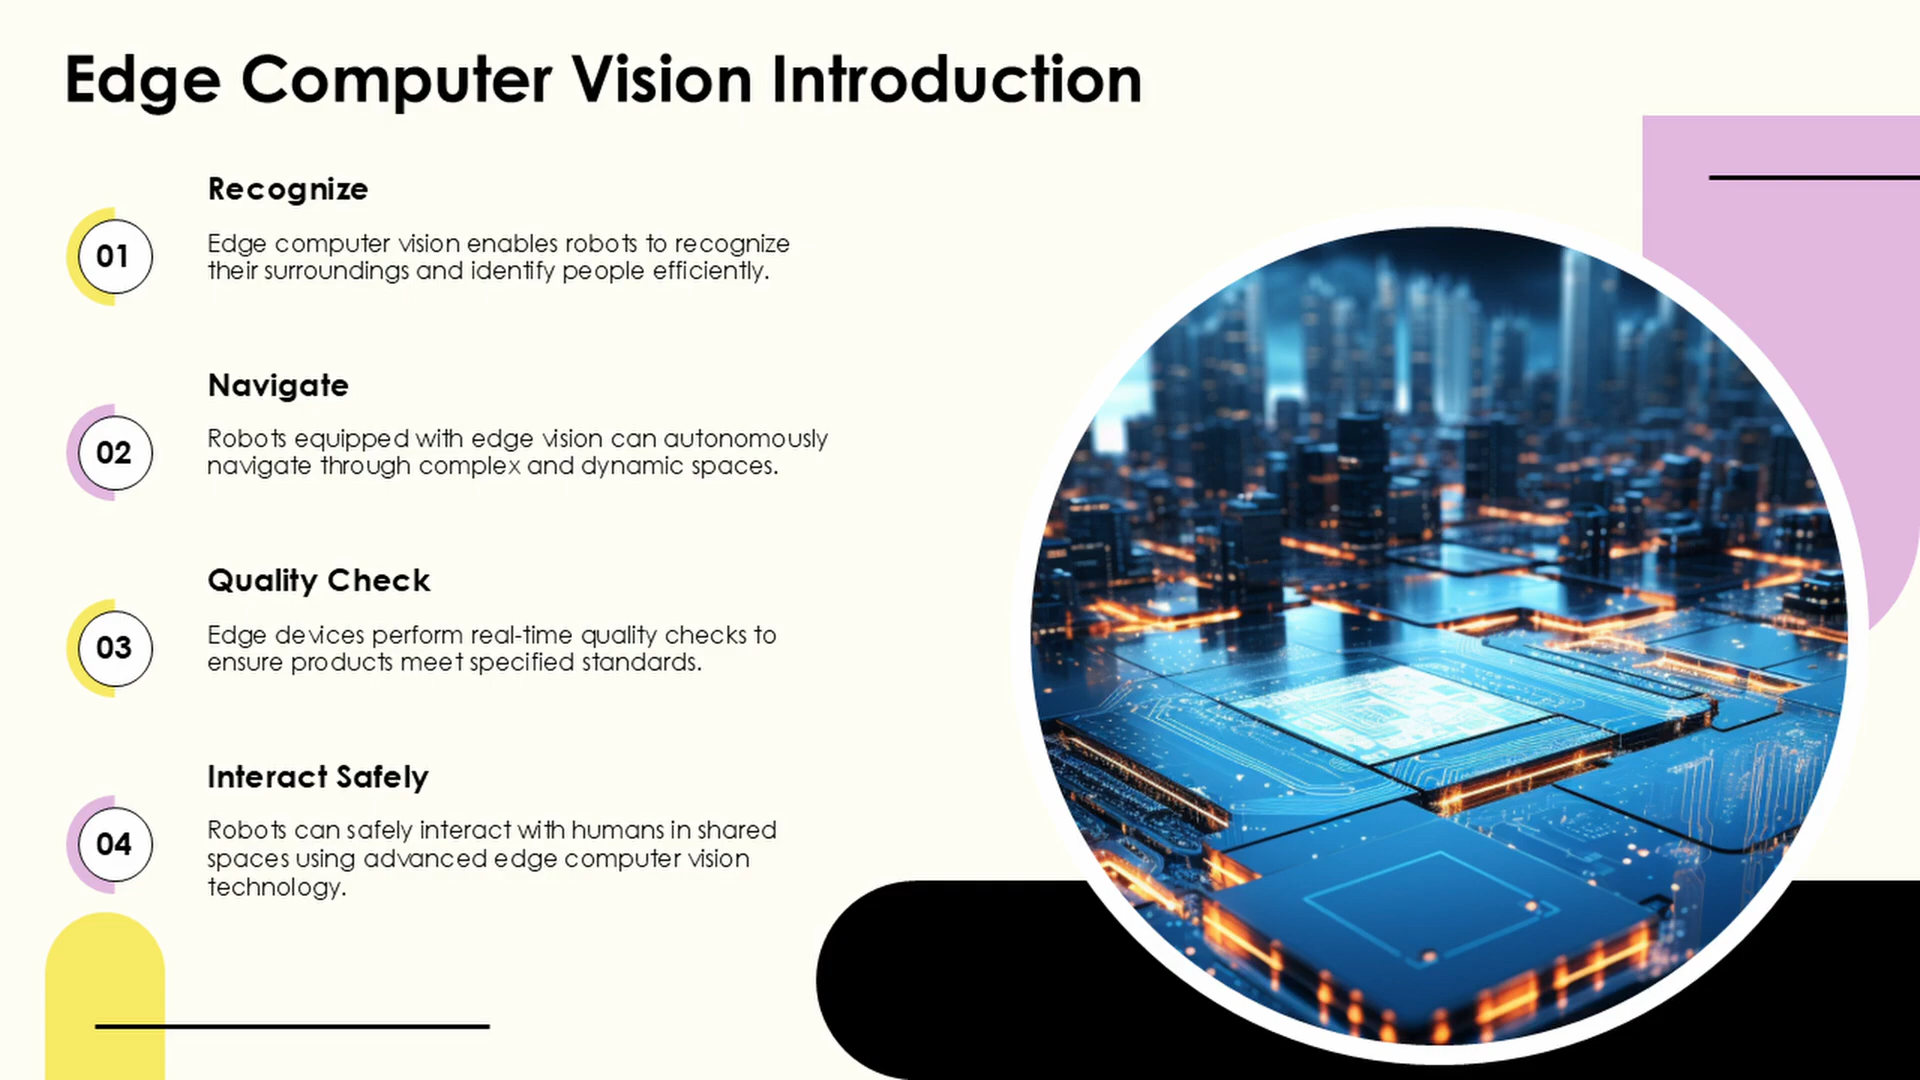 Edge Computer Vision Introduction
01
Recognize
Edge computer vision enables robots to recognize
their surroundings and identify people efficiently.
02
Navigate
Robots equipped with edge vision can autonomously
navigate through complex and dynamic spaces.
03
Quality Check
Edge devices perform real-time quality checks to
ensure products meet specified standards.
04
Interact Safely
Robots can safely interact with humans in shared
spaces using advanced edge computer vision
technology.